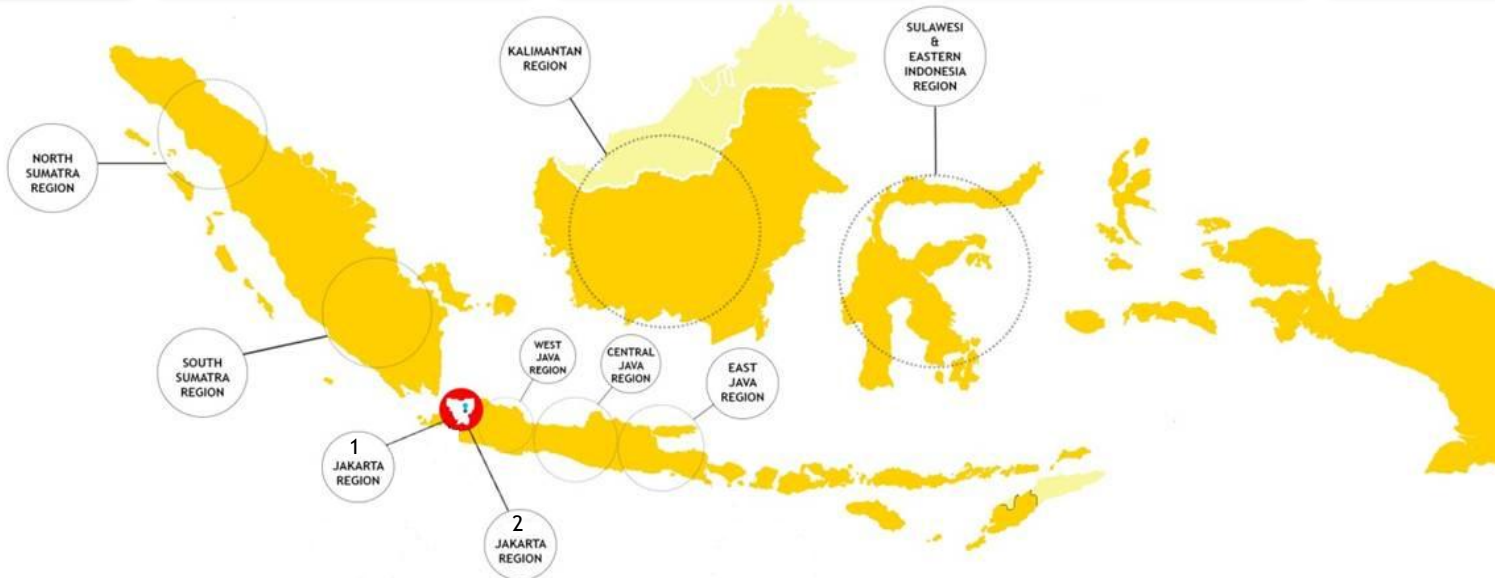 KALIMANTAN
REGION
SULAWESI
&
EASTERN
INDONESIA
REGION
NORTH
SUMATRA
REGION
SOUTH
SUMATRA
REGION
WEST
JAVA
REGION
CENTRAL
JAVA
REGION
EAST
JAVA
REGION
1
JAKARTA
REGION
2
JAKARTA
REGION